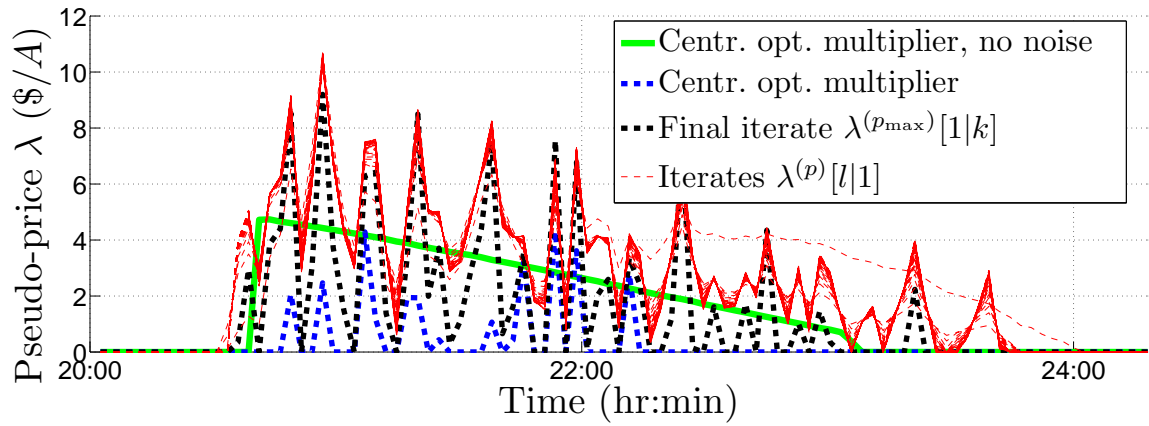 Pseudo-price λ ($/A)
12
10
8
6
4
2
0
20:00
22:00
24:00
Time (hr:min)
Centr. opt. multiplier, no noise
Centr. opt. multiplier
Final iterate λ^(p_max)[1|k]
Iterates λ^(p)[l|1]